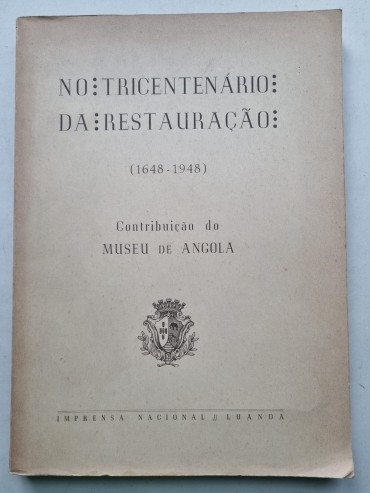 NO ⋮ TRICENTENÁRIO ⋮
DA ⋮ RESTAURAÇÃO ⋮
(1648-1948)
Contribuição do
MUSEU DE ANGOLA
IMPRENSA NACIONAL // LUANDA